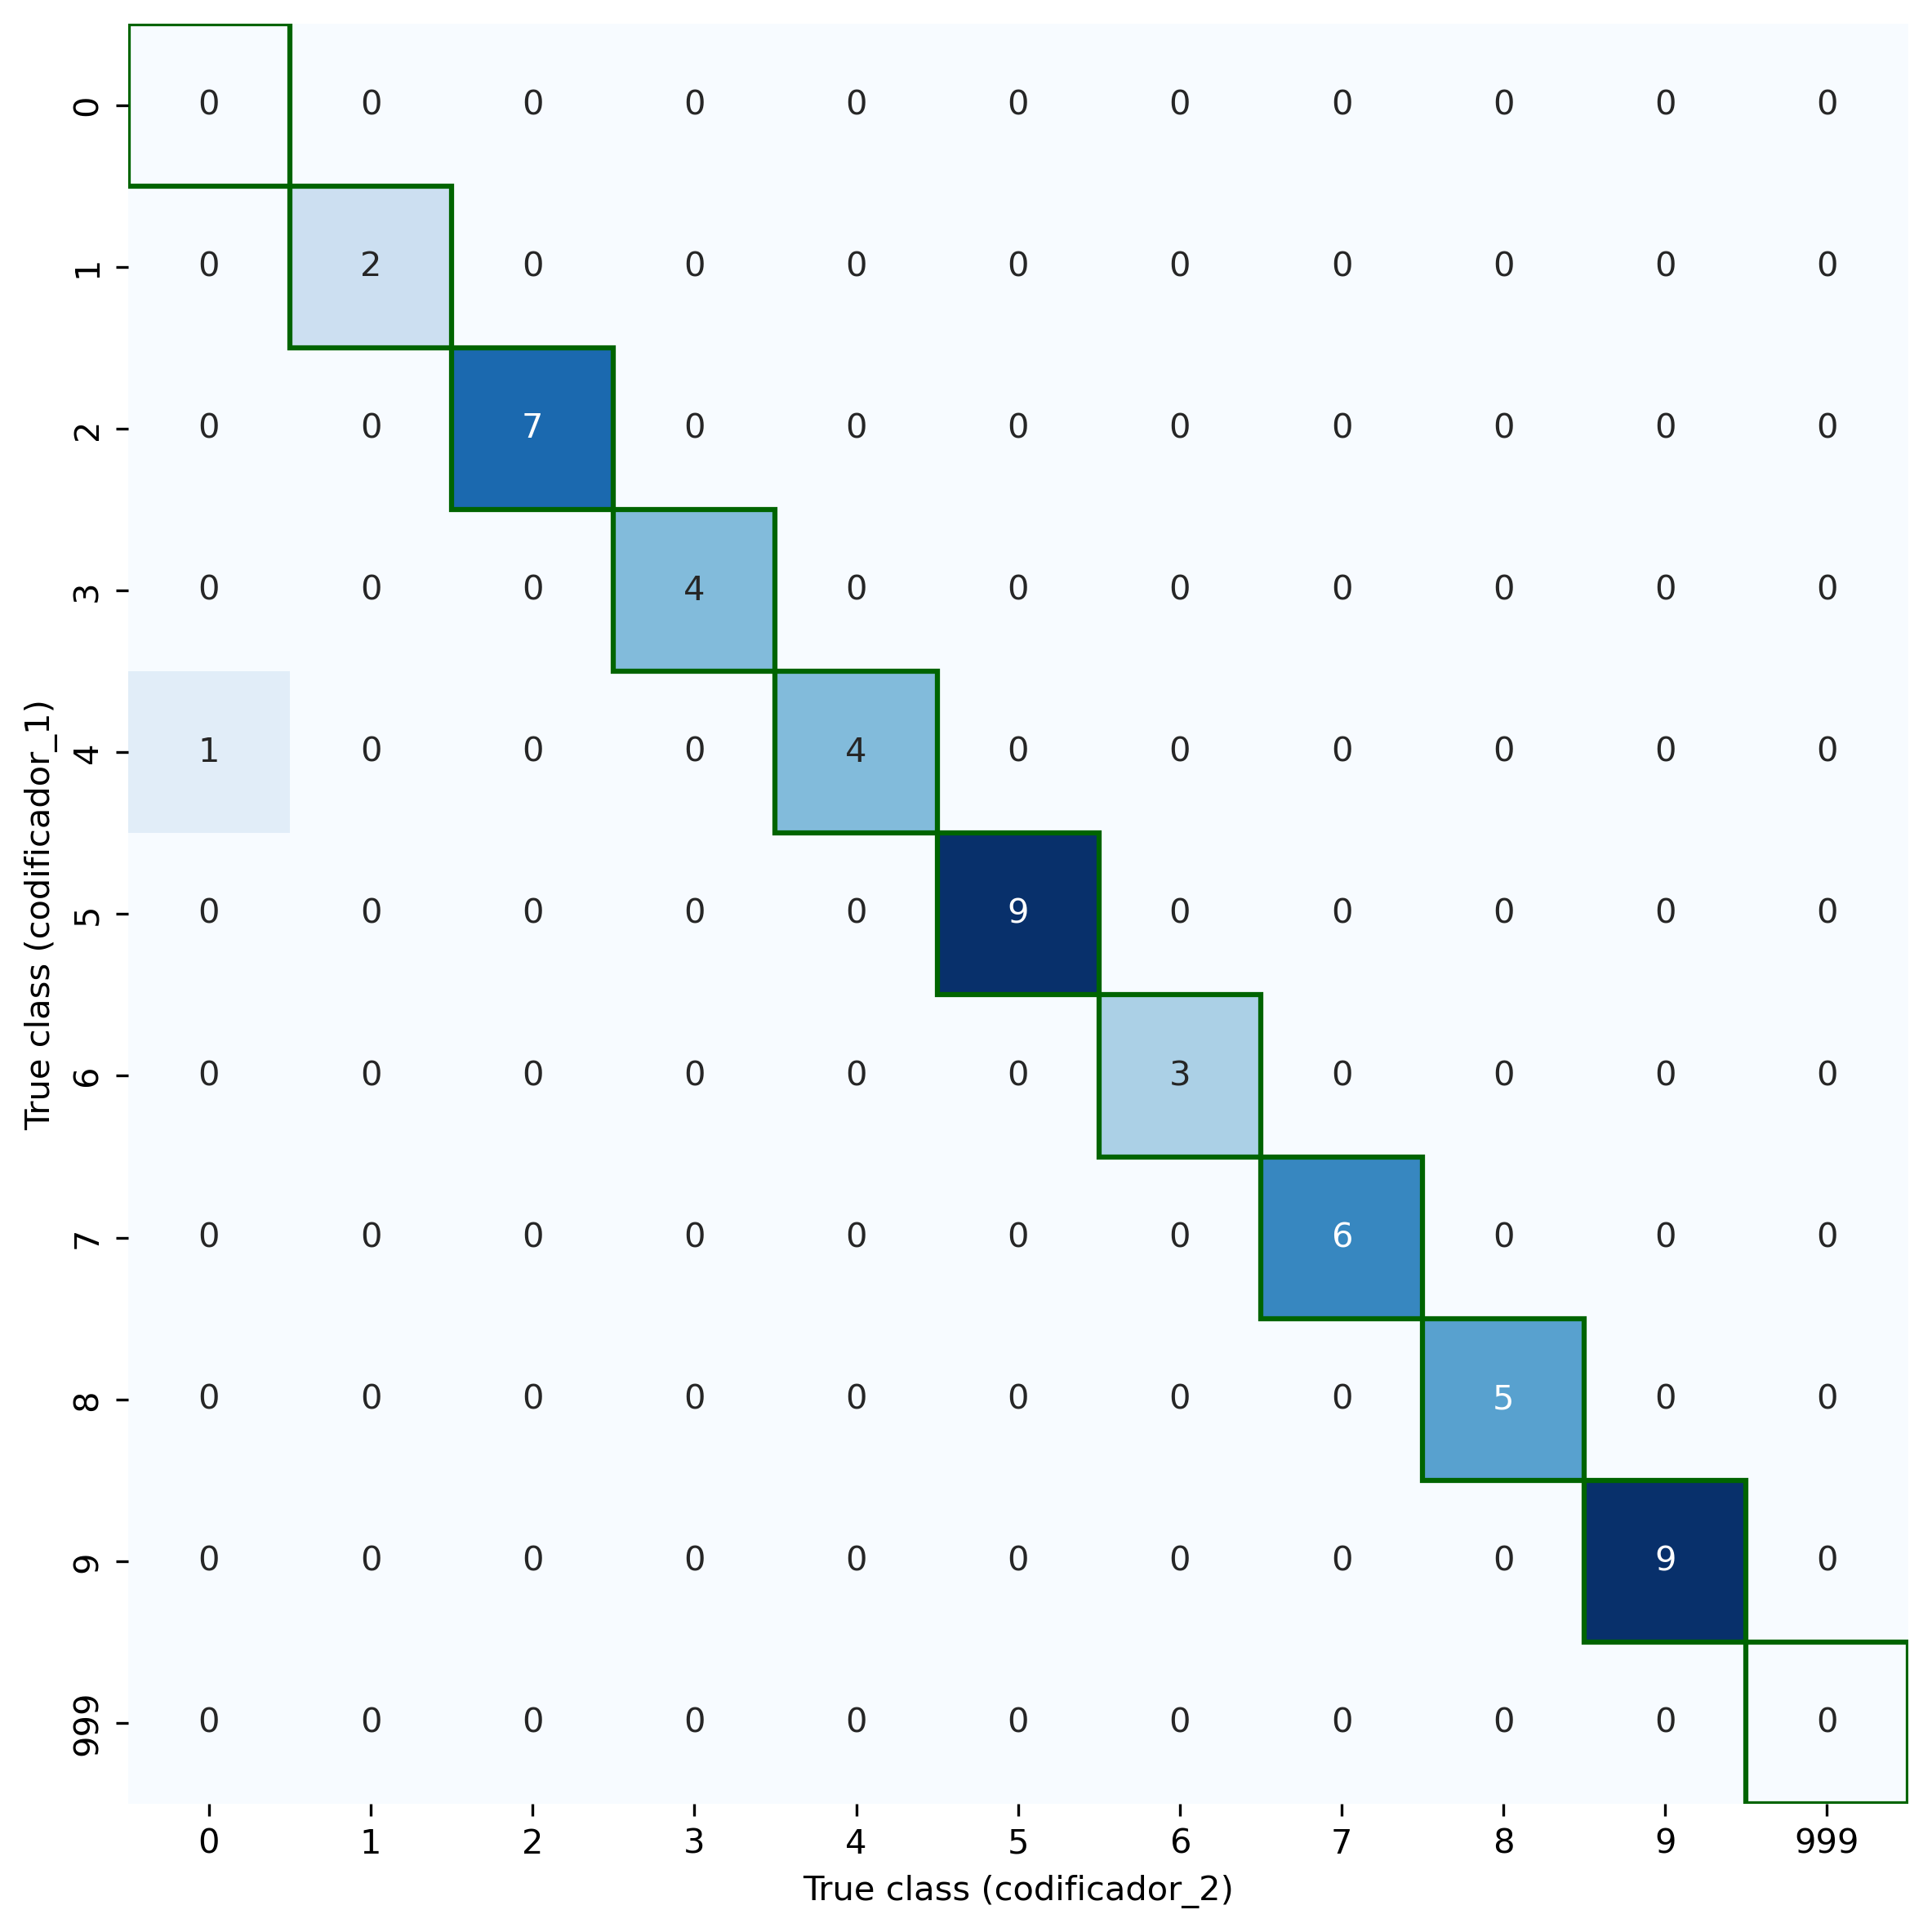 0 0 0 0 0 0 0 0 0 0 0 0
1 0 2 0 0 0 0 0 0 0 0 0
2 0 0 7 0 0 0 0 0 0 0 0
3 0 0 0 4 0 0 0 0 0 0 0
4 1 0 0 0 4 0 0 0 0 0 0
5 0 0 0 0 0 9 0 0 0 0 0
6 0 0 0 0 0 0 3 0 0 0 0
7 0 0 0 0 0 0 0 6 0 0 0
8 0 0 0 0 0 0 0 0 5 0 0
9 0 0 0 0 0 0 0 0 0 9 0
999 0 0 0 0 0 0 0 0 0 0 0
0 1 2 3 4 5 6 7 8 9 999
True class (codificador_2)
True class (codificador_1)